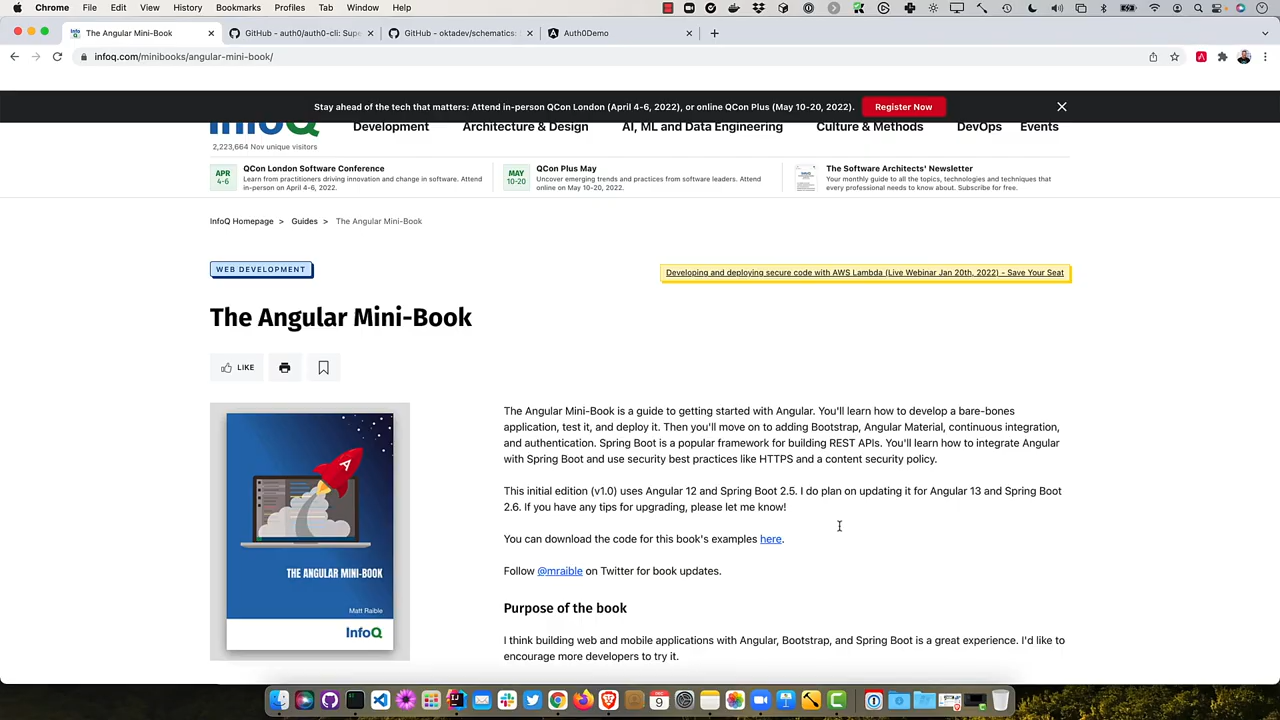 Chrome File Edit View History Bookmarks Profiles Tab Window Help
The Angular Mini-Book
GitHub - auth0/auth0-cli: Supe
GitHub - oktadev/schematics:
Auth0Demo
infoq.com/minibooks/angular-mini-book/
Stay ahead of the tech that matters: Attend in-person QCon London (April 4-6, 2022), or online QCon Plus (May 10-20, 2022).
Register Now
InfoQ
Development Architecture & Design AI, ML and Data Engineering Culture & Methods DevOps Events
2,223,664 Nov unique visitors
APR
4-6
QCon London Software Conference
Learn from practitioners driving innovation and change in software. Attend
in-person on April 4-6, 2022.
MAY
10-20
QCon Plus May
Uncover emerging trends and practices from software leaders. Attend
online on May 10-20, 2022.
The Software Architects' Newsletter
Your monthly guide to all the topics, technologies and techniques that
every professional needs to know about. Subscribe for free.
InfoQ Homepage > Guides > The Angular Mini-Book
WEB DEVELOPMENT
Developing and deploying secure code with AWS Lambda (Live Webinar Jan 20th, 2022) - Save Your Seat
The Angular Mini-Book
LIKE
A
THE ANGULAR MINI-BOOK
Matt Raible
InfoQ
The Angular Mini-Book is a guide to getting started with Angular. You'll learn how to develop a bare-bones
application, test it, and deploy it. Then you'll move on to adding Bootstrap, Angular Material, continuous integration,
and authentication. Spring Boot is a popular framework for building REST APIs. You'll learn how to integrate Angular
with Spring Boot and use security best practices like HTTPS and a content security policy.
This initial edition (v1.0) uses Angular 12 and Spring Boot 2.5. I do plan on updating it for Angular 13 and Spring Boot
2.6. If you have any tips for upgrading, please let me know!
You can download the code for this book's examples here.
Follow @mraible on Twitter for book updates.
Purpose of the book
I think building web and mobile applications with Angular, Bootstrap, and Spring Boot is a great experience. I'd like to
encourage more developers to try it.